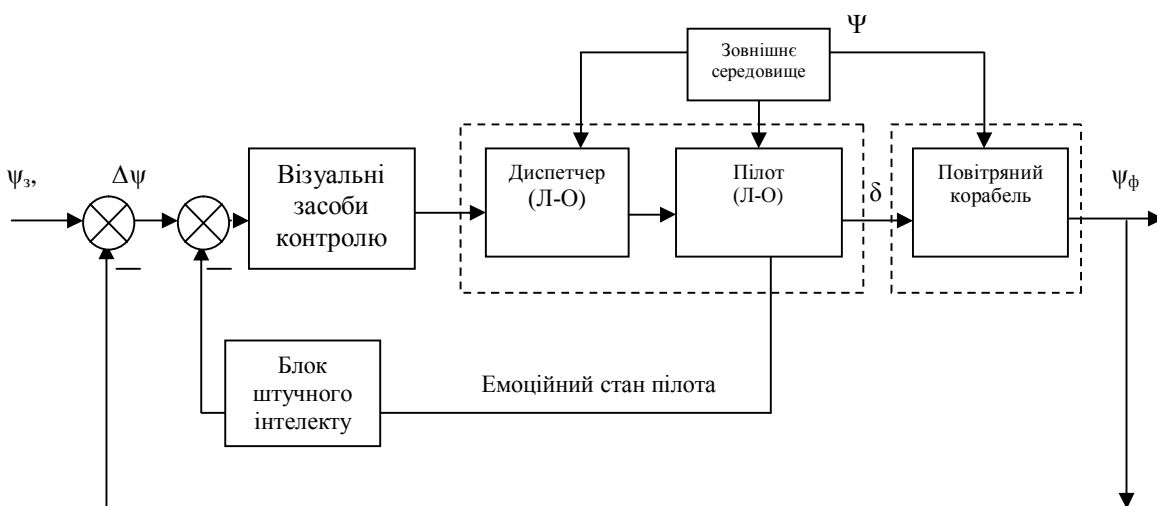 Ψ
Зовнішнє
середовище
ψз,
Δψ
Візуальні
засоби
контролю
Диспетчер
(Л-О)
Пілот
(Л-О)
δ
Повітряний
корабель
ψф
Блок
штучного
інтелекту
Емоційний стан пілота